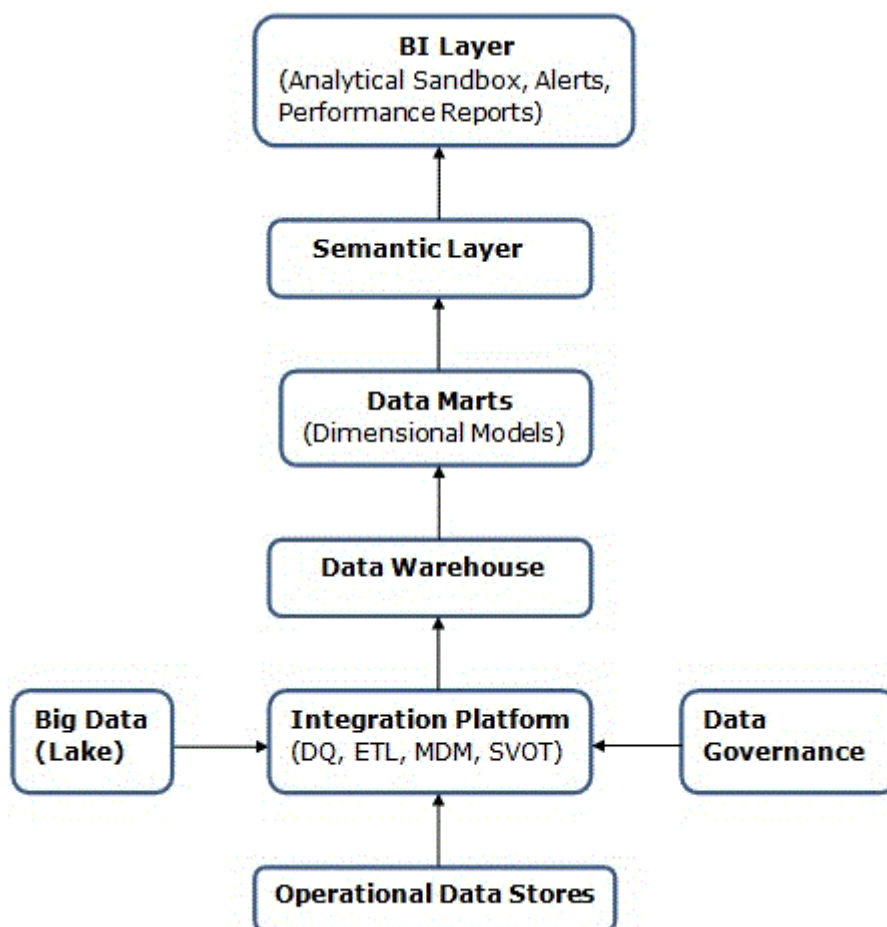 BI Layer
(Analytical Sandbox, Alerts,
Performance Reports)
Semantic Layer
Data Marts
(Dimensional Models)
Data Warehouse
Big Data
(Lake)
Integration Platform
(DQ, ETL, MDM, SVOT)
Data
Governance
Operational Data Stores